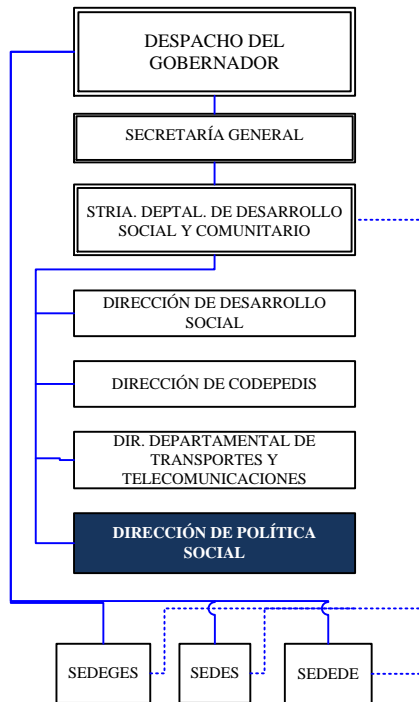 DESPACHO DEL
GOBERNADOR
SECRETARÍA GENERAL
STRIA. DEPTAL. DE DESARROLLO
SOCIAL Y COMUNITARIO
DIRECCIÓN DE DESARROLLO
SOCIAL
DIRECCIÓN DE CODEPEDIS
DIR. DEPARTAMENTAL DE
TRANSPORTES Y
TELECOMUNICACIONES
DIRECCIÓN DE POLÍTICA
SOCIAL
SEDEGES
SEDES
SEDEDE